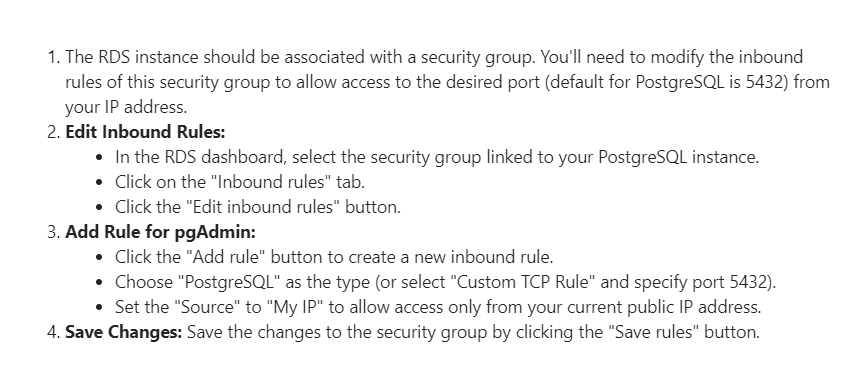 1. The RDS instance should be associated with a security group. You'll need to modify the inbound
rules of this security group to allow access to the desired port (default for PostgreSQL is 5432) from
your IP address.
2. Edit Inbound Rules:
• In the RDS dashboard, select the security group linked to your PostgreSQL instance.
• Click on the "Inbound rules" tab.
• Click the "Edit inbound rules" button.
3. Add Rule for pgAdmin:
• Click the "Add rule" button to create a new inbound rule.
• Choose "PostgreSQL" as the type (or select "Custom TCP Rule" and specify port 5432).
• Set the "Source" to "My IP" to allow access only from your current public IP address.
4. Save Changes: Save the changes to the security group by clicking the "Save rules" button.